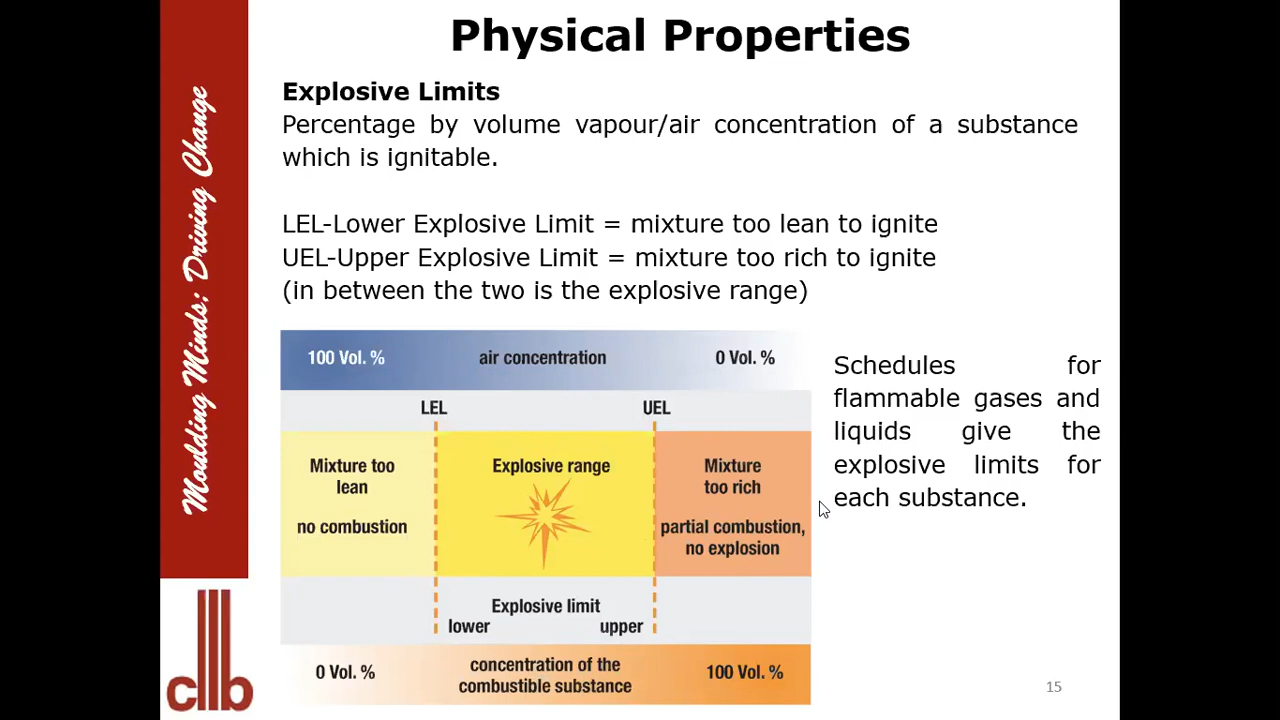 Physical Properties
Moulding Minds; Driving Change
Explosive Limits
Percentage by volume vapour/air concentration of a substance
which is ignitable.
LEL-Lower Explosive Limit = mixture too lean to ignite
UEL-Upper Explosive Limit = mixture too rich to ignite
(in between the two is the explosive range)
100 Vol. % air concentration 0 Vol. %
LEL UEL
Mixture too
lean
no combustion
Explosive range
Mixture
too rich
partial combustion,
no explosion
Explosive limit
lower upper
0 Vol. %
concentration of the
combustible substance
100 Vol. %
Schedules for
flammable gases and
liquids give the
explosive limits for
each substance.
cllb
15